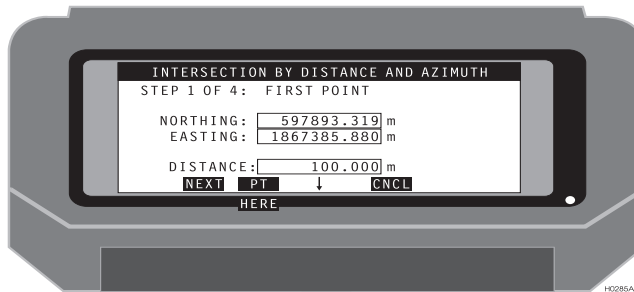 INTERSECTION BY DISTANCE AND AZIMUTH
STEP 1 OF 4: FIRST POINT
NORTHING: 597893.319 m
EASTING: 1867385.880 m
DISTANCE: 100.000 m
NEXT PT ↓ CNCL
HERE
H0285A